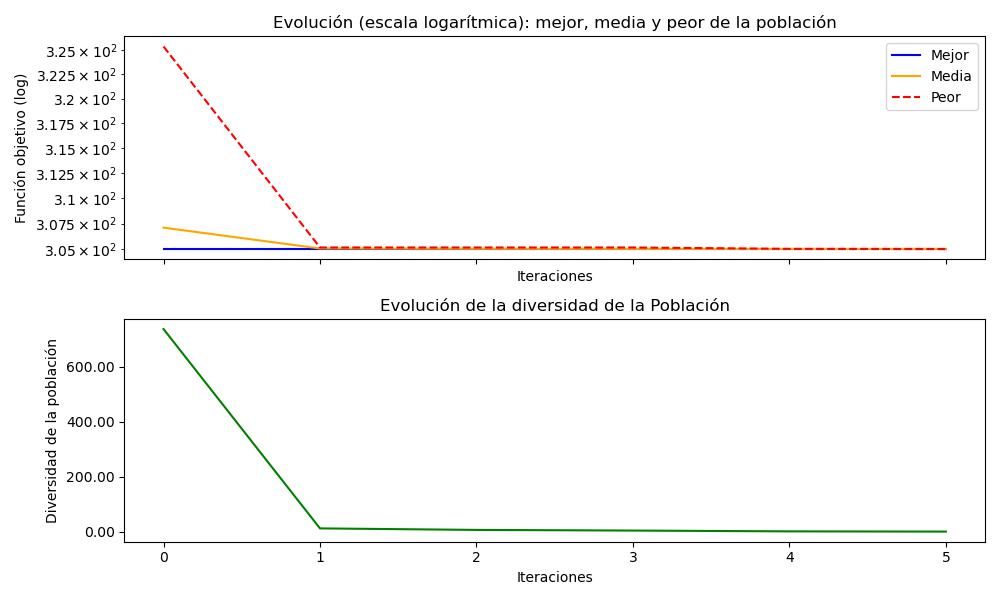 Evolución (escala logarítmica): mejor, media y peor de la población
Función objetivo (log)
3.25 × 10²
3.225 × 10²
3.2 × 10²
3.175 × 10²
3.15 × 10²
3.125 × 10²
3.1 × 10²
3.075 × 10²
3.05 × 10²
Mejor
Media
Peor
Iteraciones
Evolución de la diversidad de la Población
Diversidad de la población
600.00
400.00
200.00
0.00
0 1 2 3 4 5
Iteraciones